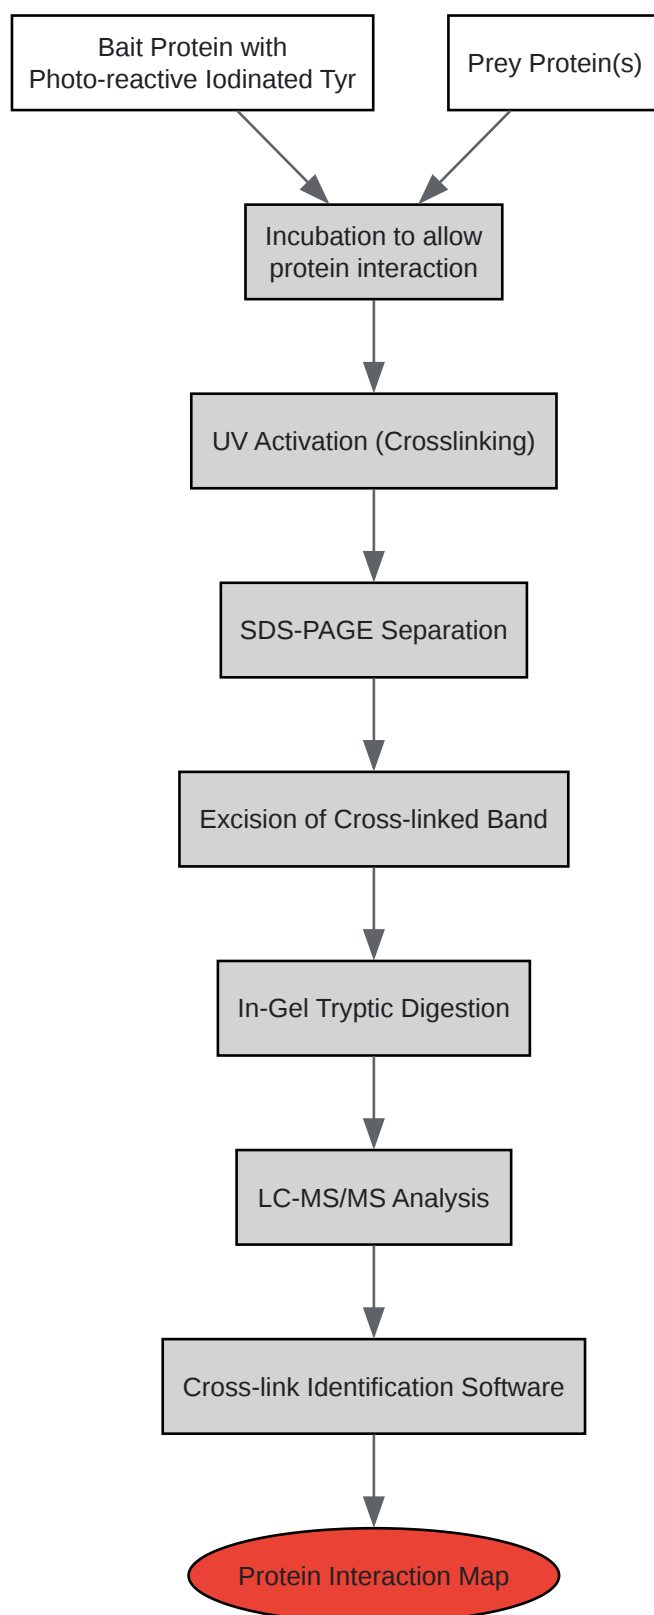 Bait Protein with
Photo-reactive Iodinated Tyr
Prey Protein(s)
Incubation to allow
protein interaction
UV Activation (Crosslinking)
SDS-PAGE Separation
Excision of Cross-linked Band
In-Gel Tryptic Digestion
LC-MS/MS Analysis
Cross-link Identification Software
Protein Interaction Map